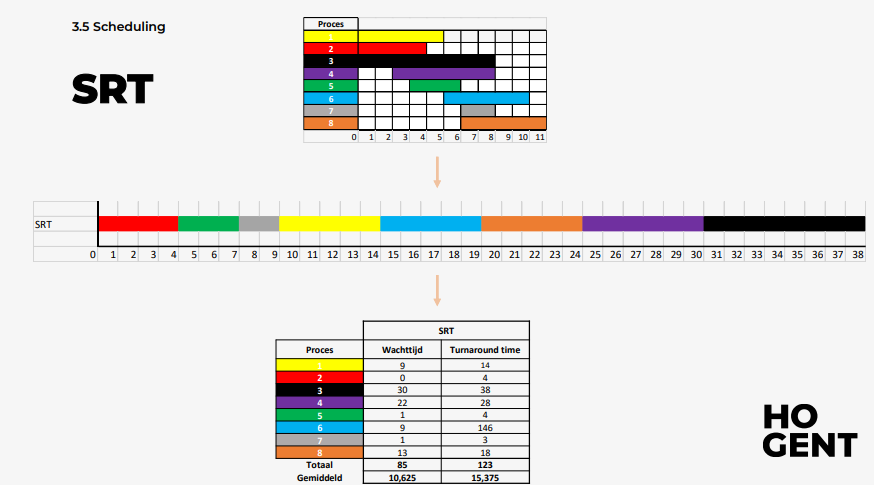 3.5 Scheduling
SRT
Proces
1
2
3
4
5
6
7
8
0 1 2 3 4 5 6 7 8 9 10 11
SRT
0 1 2 3 4 5 6 7 8 9 10 11 12 13 14 15 16 17 18 19 20 21 22 23 24 25 26 27 28 29 30 31 32 33 34 35 36 37 38
SRT
Proces Wachttijd Turnaround time
1 9 14
2 0 4
3 30 38
4 22 28
5 1 4
6 9 146
7 1 3
8 13 18
Totaal 85 123
Gemiddeld 10,625 15,375
HO
GENT